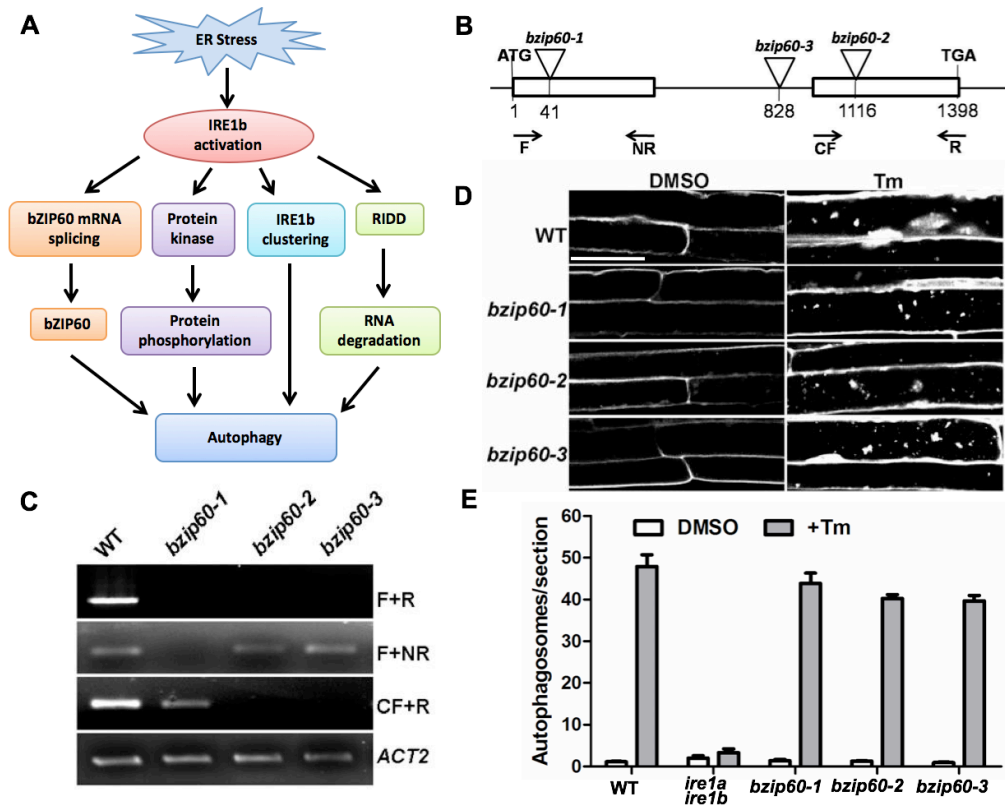 A
ER Stress
IRE1b
activation
bZIP60 mRNA
splicing
Protein
kinase
IRE1b
clustering
RIDD
bZIP60
Protein
phosphorylation
RNA
degradation
Autophagy
B
bzip60-1
bzip60-3
bzip60-2
ATG
TGA
1
41
828
1116
1398
F
NR
CF
R
C
WT
bzip60-1
bzip60-2
bzip60-3
F+R
F+NR
CF+R
ACT2
D
DMSO
Tm
WT
bzip60-1
bzip60-2
bzip60-3
E
Autophagosomes/section
60
50
40
30
20
10
0
DMSO
+Tm
WT
ire1a
ire1b
bzip60-1
bzip60-2
bzip60-3